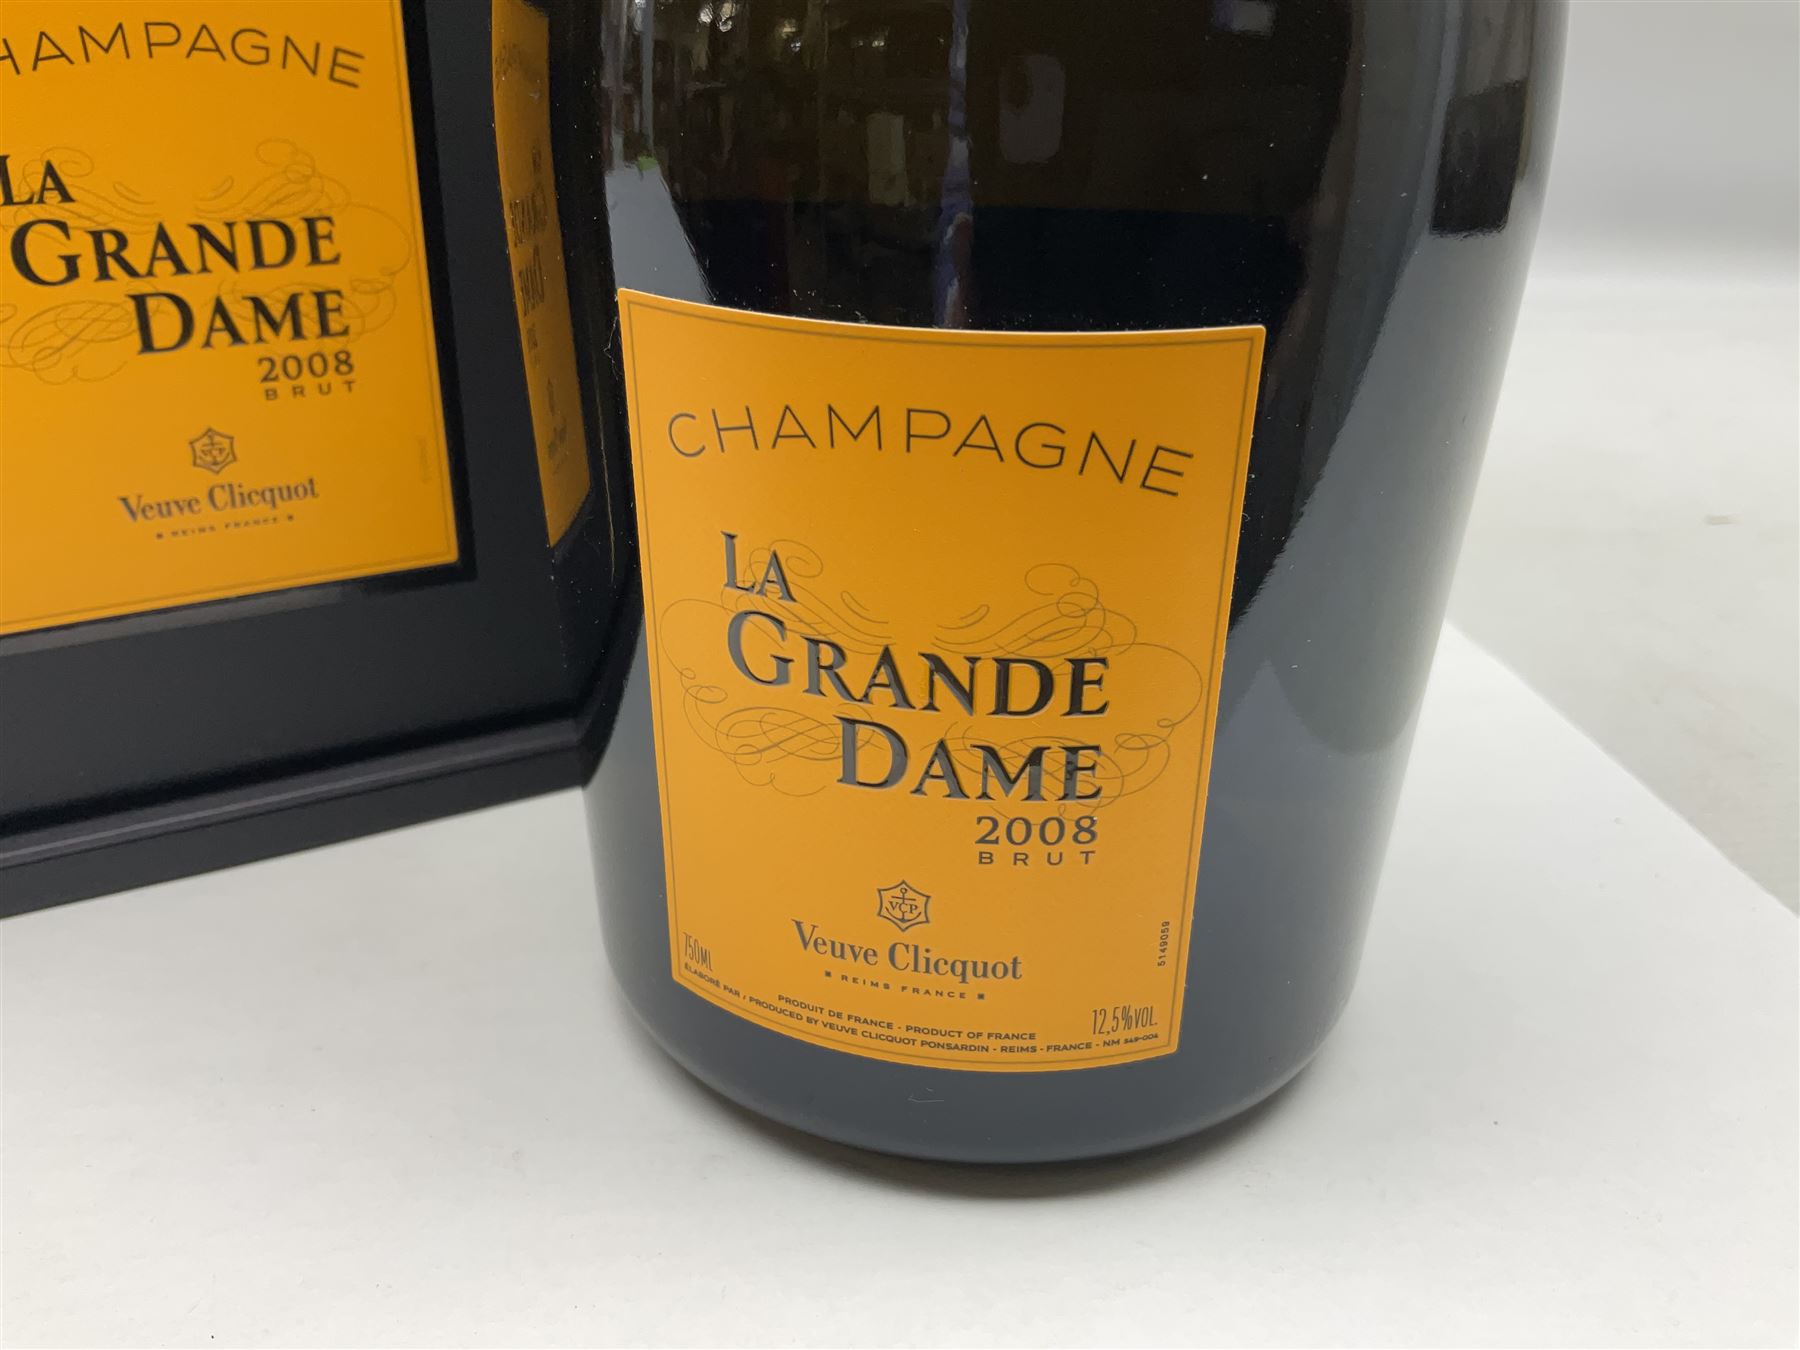 CHAMPAGNE
LA
GRANDE
DAME
2008
BRUT
Veuve Clicquot
REIMS FRANCE
CHAMPAGNE
LA
GRANDE
DAME
2008
BRUT
VCP
Veuve Clicquot
REIMS FRANCE
750ML
12,5%VOL.
PRODUIT DE FRANCE - PRODUCT OF FRANCE
ÉLABORÉ PAR / PRODUCED BY VEUVE CLICQUOT PONSARDIN - REIMS - FRANCE - NM 549-004
5149059